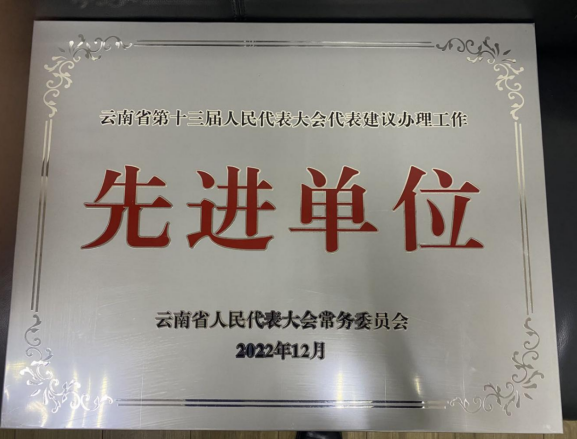 云南省第十三届人民代表大会代表建议办理工作
先进单位
云南省人民代表大会常务委员会
2022年12月